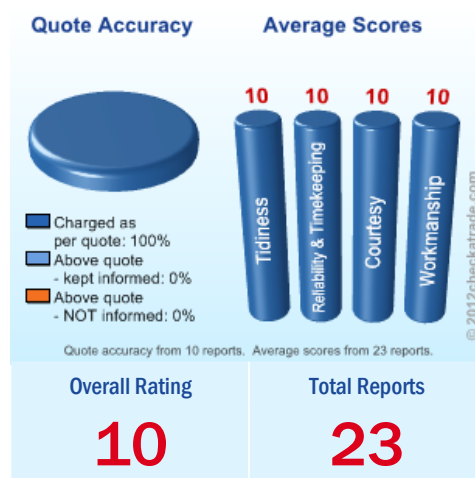 Quote Accuracy
Average Scores
10 10 10 10
Tidiness
Reliability & Timekeeping
Courtesy
Workmanship
Charged as
per quote: 100%
Above quote
- kept informed: 0%
Above quote
- NOT informed: 0%
© 2012checkatrade.com
Quote accuracy from 10 reports. Average scores from 23 reports.
Overall Rating
10
Total Reports
23